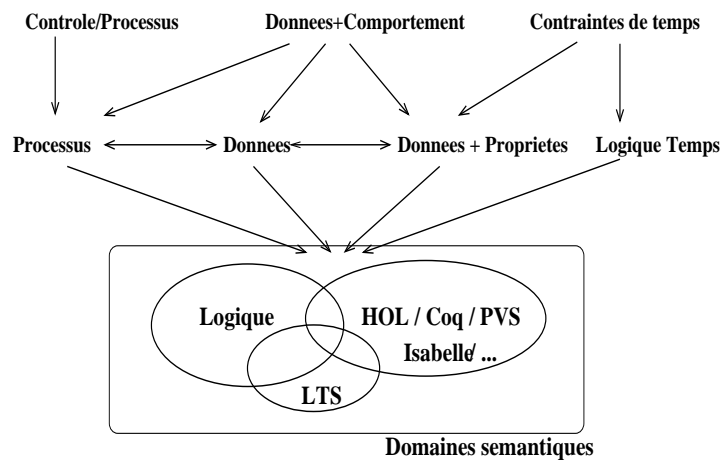 Controle/Processus
Donnees+Comportement
Contraintes de temps
Processus
Donnees
Donnees + Proprietes
Logique Temps
Logique
HOL / Coq / PVS
Isabelle/ ...
LTS
Domaines semantiques